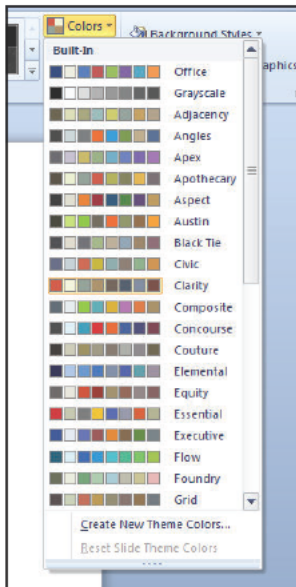 Colors
Background Styles
aphics
Built-In
Office
Grayscale
Adjacency
Angles
Apex
Apothecary
Aspect
Austin
Black Tie
Civic
Clarity
Composite
Concourse
Couture
Elemental
Equity
Essential
Executive
Flow
Foundry
Grid
Create New Theme Colors...
Reset Slide Theme Colors